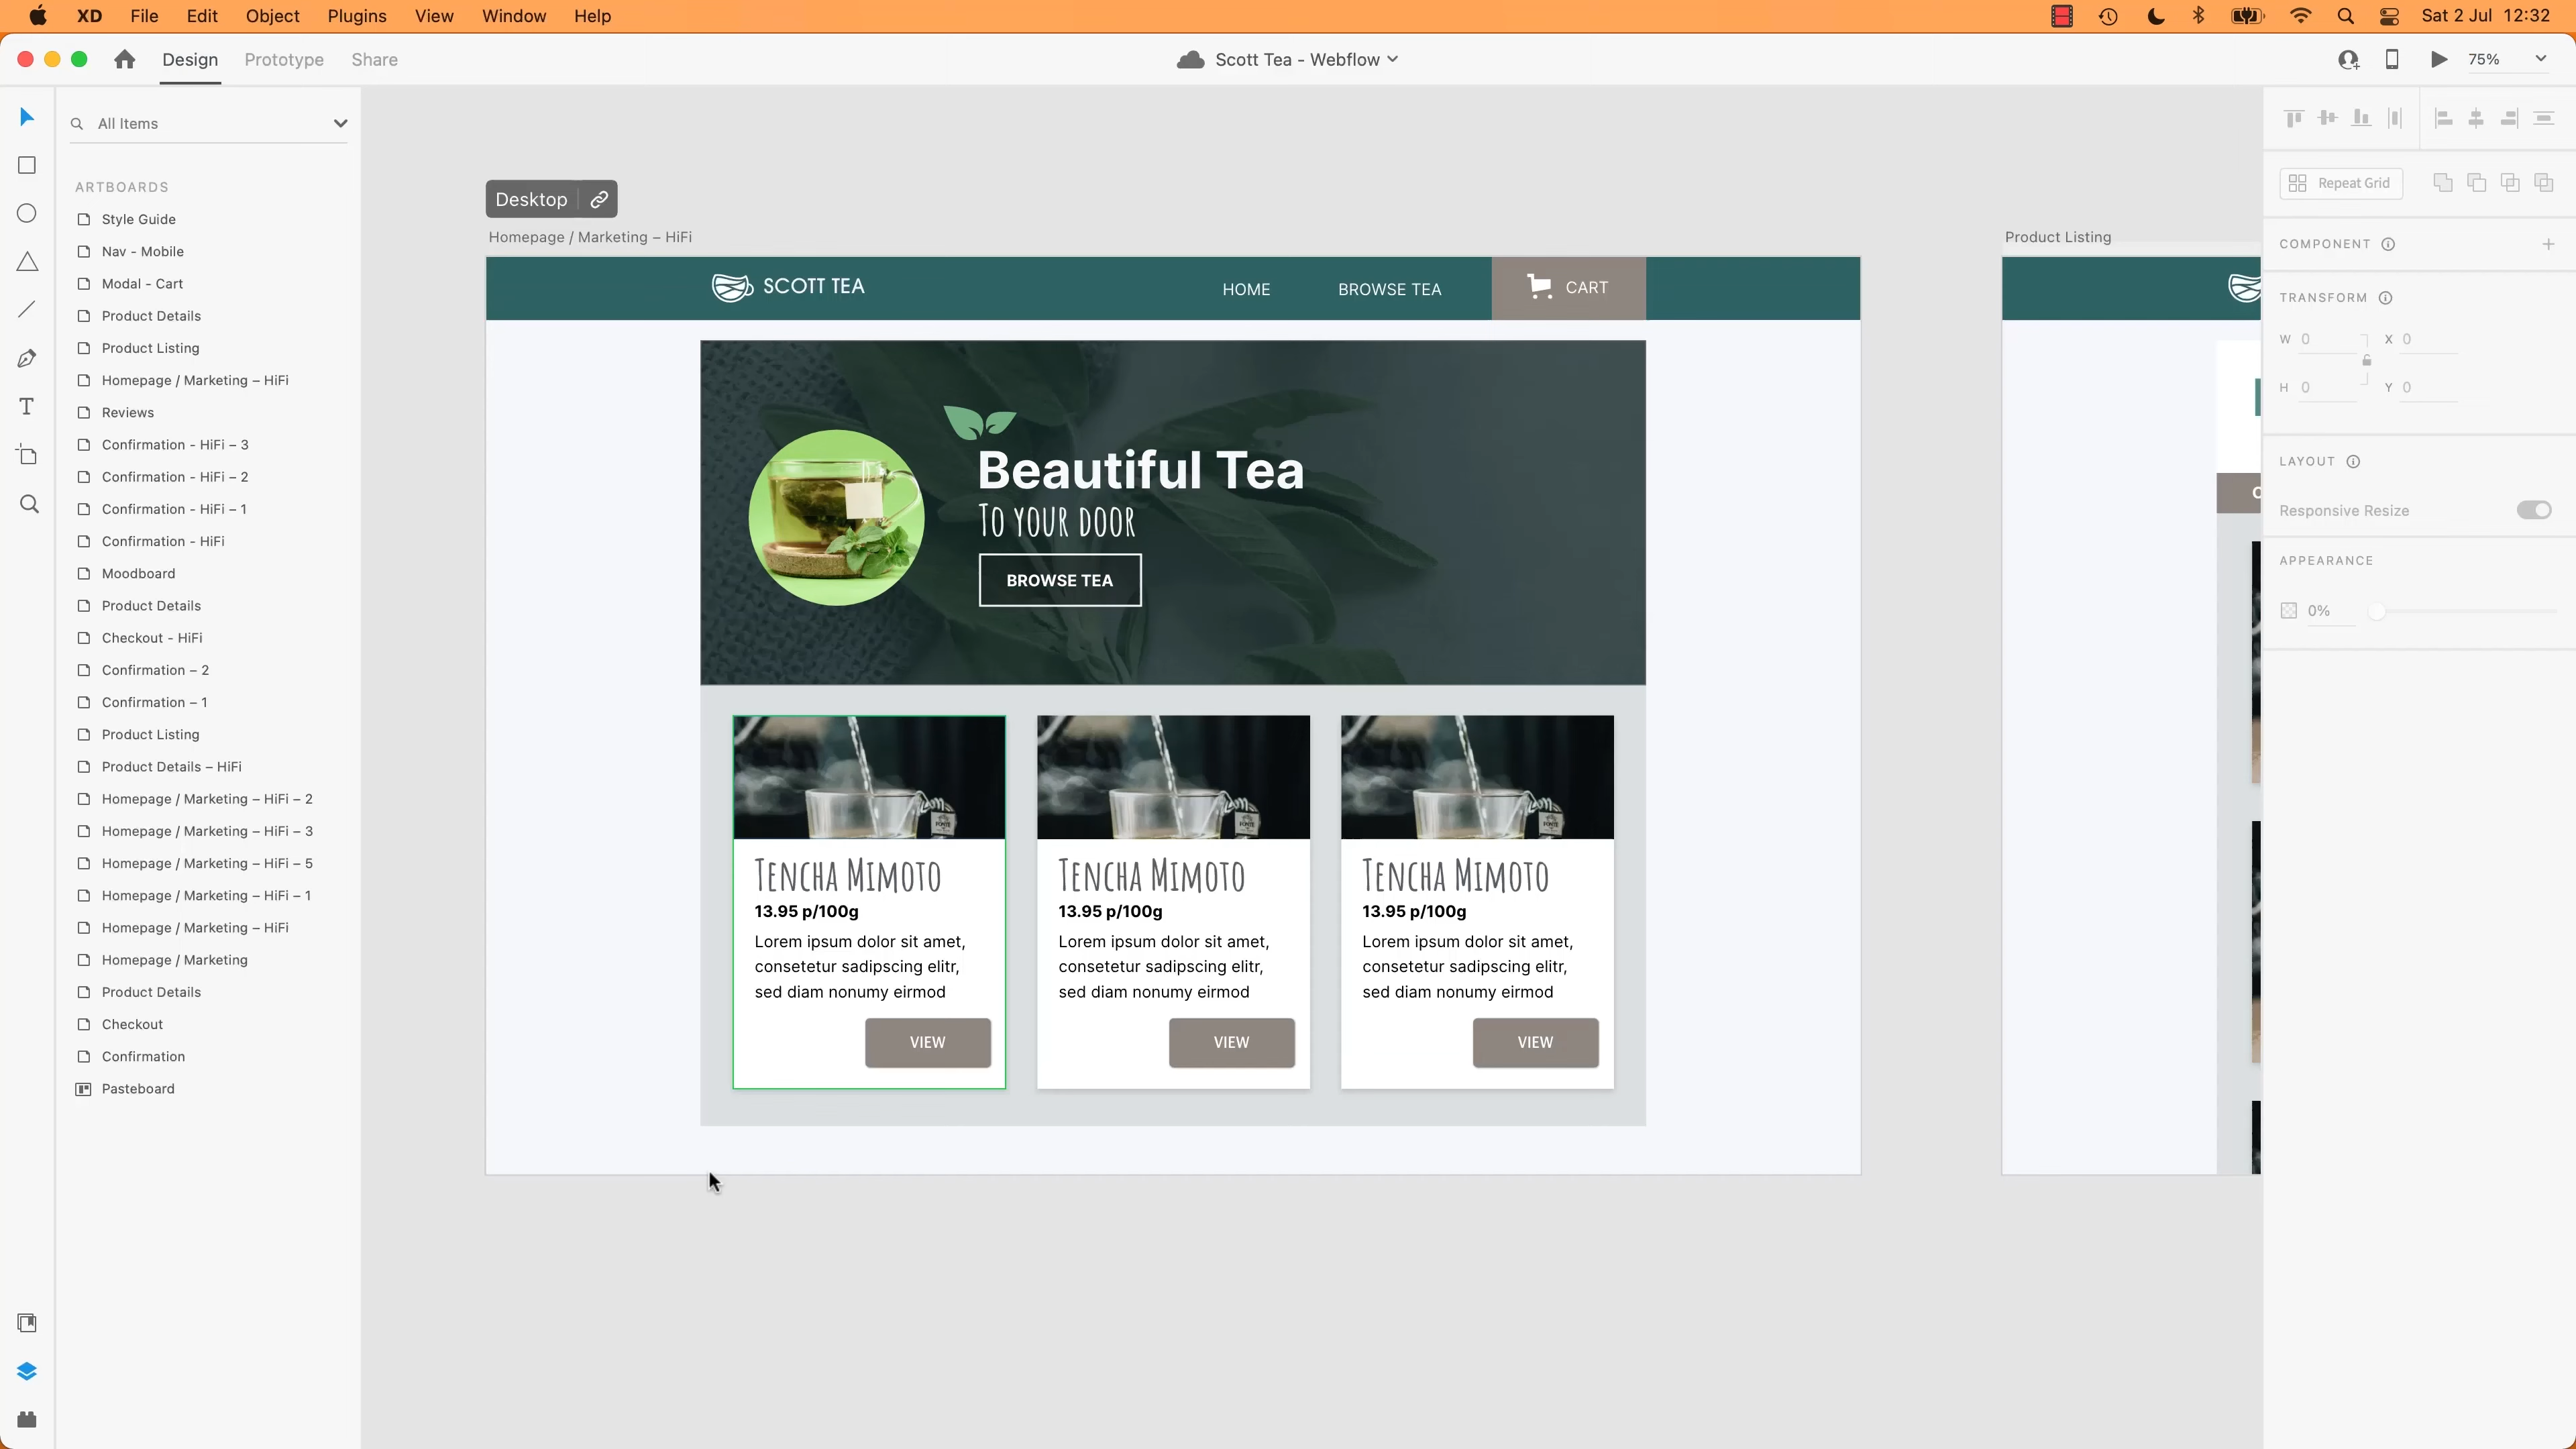 XD File Edit Object Plugins View Window Help Sat 2 Jul 12:32
Design Prototype Share Scott Tea - Webflow 75%
All Items
ARTBOARDS
Style Guide
Nav - Mobile
Modal - Cart
Product Details
Product Listing
Homepage / Marketing – HiFi
Reviews
Confirmation - HiFi – 3
Confirmation - HiFi – 2
Confirmation - HiFi – 1
Confirmation - HiFi
Moodboard
Product Details
Checkout - HiFi
Confirmation – 2
Confirmation – 1
Product Listing
Product Details – HiFi
Homepage / Marketing – HiFi – 2
Homepage / Marketing – HiFi – 3
Homepage / Marketing – HiFi – 5
Homepage / Marketing – HiFi – 1
Homepage / Marketing – HiFi
Homepage / Marketing
Product Details
Checkout
Confirmation
Pasteboard
Desktop
Homepage / Marketing – HiFi
SCOTT TEA HOME BROWSE TEA CART
Beautiful Tea
To your door
BROWSE TEA
Tencha Mimoto
13.95 p/100g
Lorem ipsum dolor sit amet,
consetetur sadipscing elitr,
sed diam nonumy eirmod
VIEW
Tencha Mimoto
13.95 p/100g
Lorem ipsum dolor sit amet,
consetetur sadipscing elitr,
sed diam nonumy eirmod
VIEW
Tencha Mimoto
13.95 p/100g
Lorem ipsum dolor sit amet,
consetetur sadipscing elitr,
sed diam nonumy eirmod
VIEW
Product Listing
Repeat Grid
COMPONENT
TRANSFORM
W 0 X 0
H 0 Y 0
LAYOUT
Responsive Resize
APPEARANCE
0%